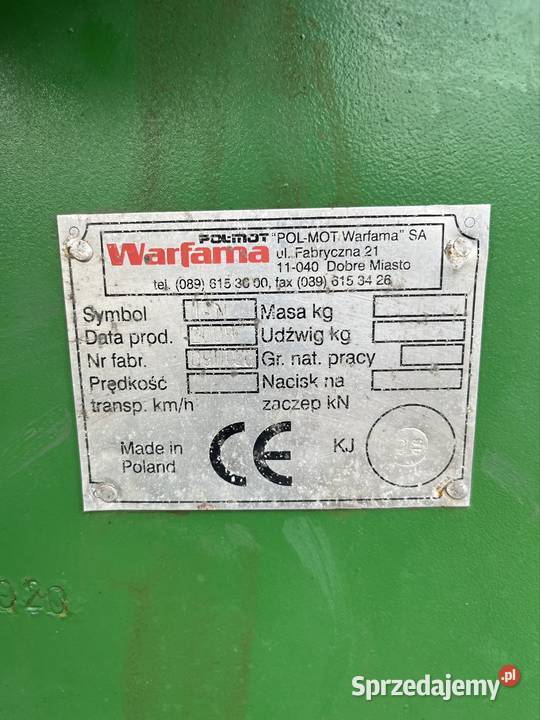 POL-MOT "POL-MOT Warfama" SA
Warfama ul. Fabryczna 21
11-040 Dobre Miasto
tel. (089) 615 36 00, fax (089) 615 34 26
Symbol Masa kg
Data prod. Udźwig kg
Nr fabr. Gr. nat. pracy
Prędkość Nacisk na
transp. km/h zaczep kN
Made in CE KJ
Poland
Sprzedajemy.pl